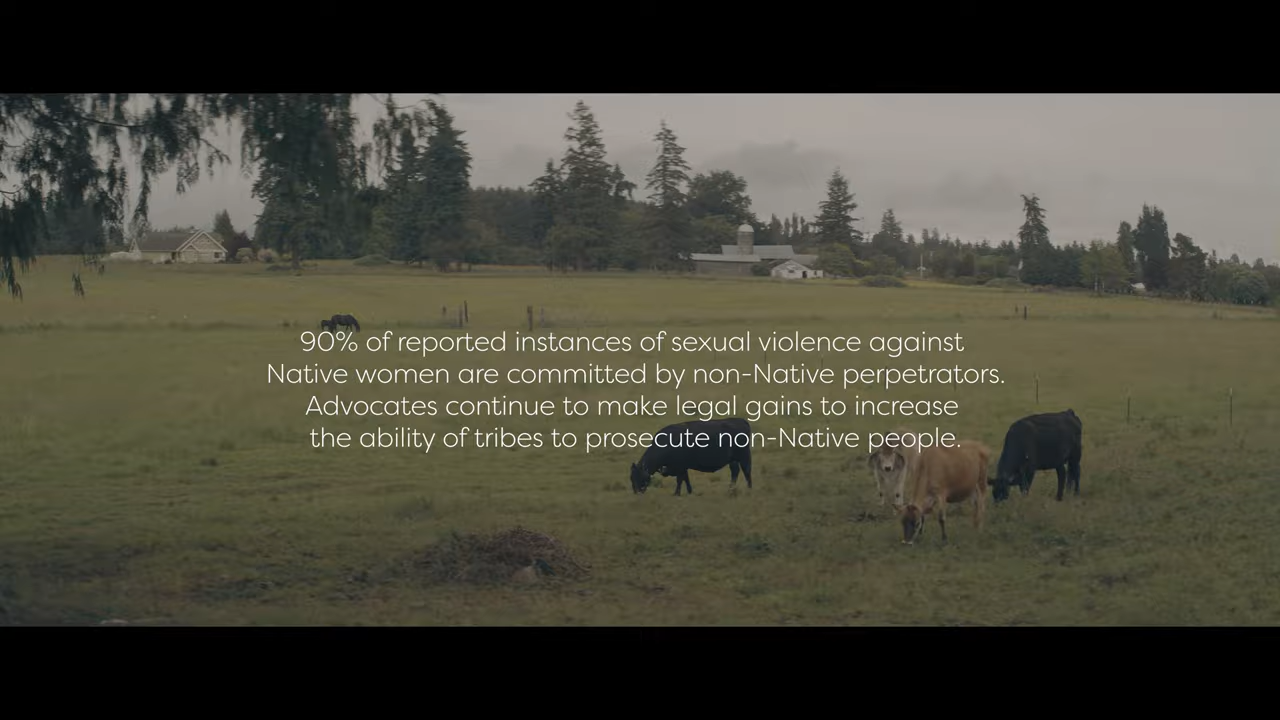 90% of reported instances of sexual violence against
Native women are committed by non-Native perpetrators.
Advocates continue to make legal gains to increase
the ability of tribes to prosecute non-Native people.